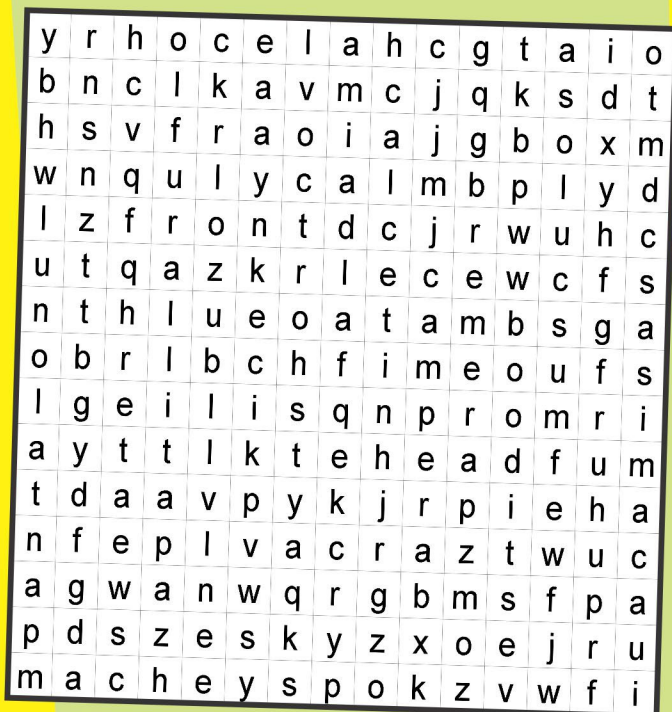 y r h o c e l a h c g t a i o
b n c l k a v m c j q k s d t
h s v f r a o i a j g b o x m
w n q u l y c a l m b p l y d
l z f r o n t d c j r w u h c
u t q a z k r l e c e w c f s
n t h l u e o a t a m b s g a
o b r l b c h f i m e o u f s
l g e i l i s q n p r o m r i
a y t t l k t e h e a d f u m
t d a a v p y k j r p i e h a
n f e p l v a c r a z t w u c
a g w a n w q r g b m s f p a
p d s z e s k y z x o e j r u
m a c h e y s p o k z v w f i